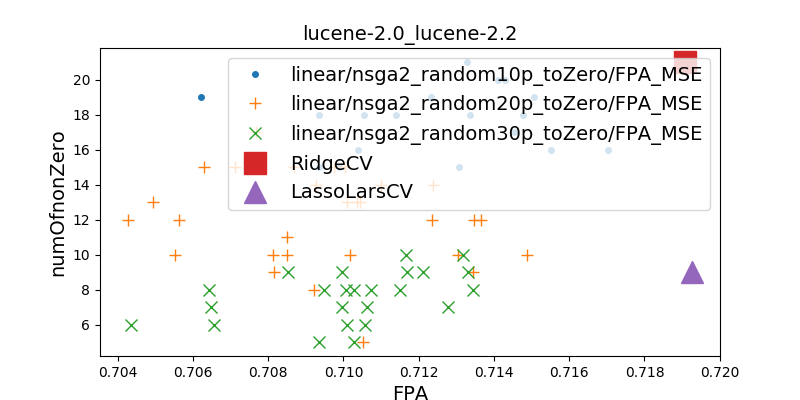 lucene-2.0_lucene-2.2
linear/nsga2_random10p_toZero/FPA_MSE
linear/nsga2_random20p_toZero/FPA_MSE
linear/nsga2_random30p_toZero/FPA_MSE
RidgeCV
LassoLarsCV
numOfnonZero
20
18
16
14
12
10
8
6
0.704 0.706 0.708 0.710 0.712 0.714 0.716 0.718 0.720
FPA